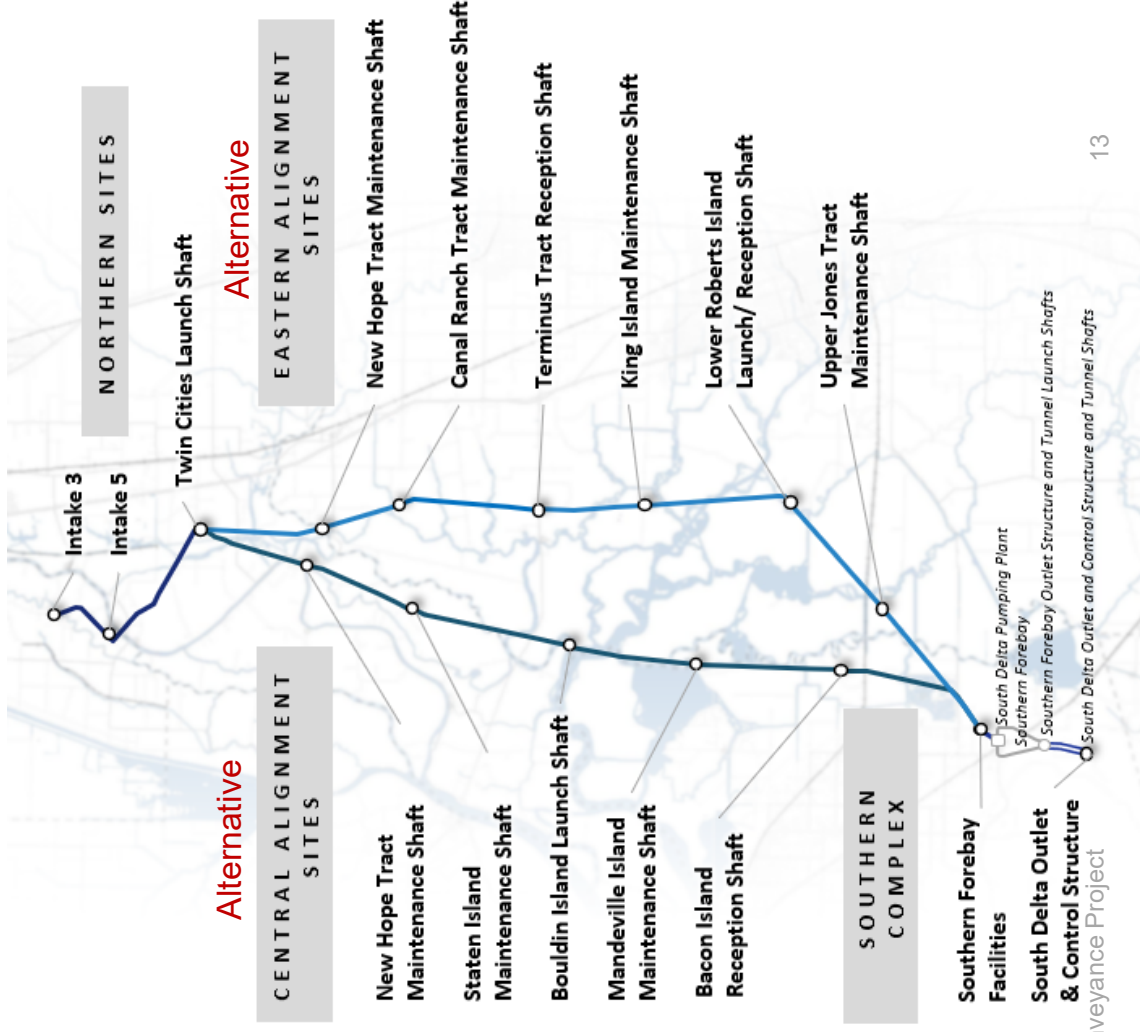 NORTHERN SITES
Intake 3
Intake 5
Twin Cities Launch Shaft
Alternative
CENTRAL ALIGNMENT
SITES
New Hope Tract
Maintenance Shaft
Staten Island
Maintenance Shaft
Bouldin Island Launch Shaft
Mandeville Island
Maintenance Shaft
Bacon Island
Reception Shaft
Alternative
EASTERN ALIGNMENT
SITES
New Hope Tract Maintenance Shaft
Canal Ranch Tract Maintenance Shaft
Terminus Tract Reception Shaft
King Island Maintenance Shaft
Lower Roberts Island
Launch/ Reception Shaft
Upper Jones Tract
Maintenance Shaft
SOUTHERN
COMPLEX
Southern Forebay
Facilities
South Delta Outlet
& Control Structure
South Delta Pumping Plant
Southern Forebay
Southern Forebay Outlet Structure and Tunnel Launch Shafts
South Delta Outlet and Control Structure and Tunnel Shafts
veyance Project
13